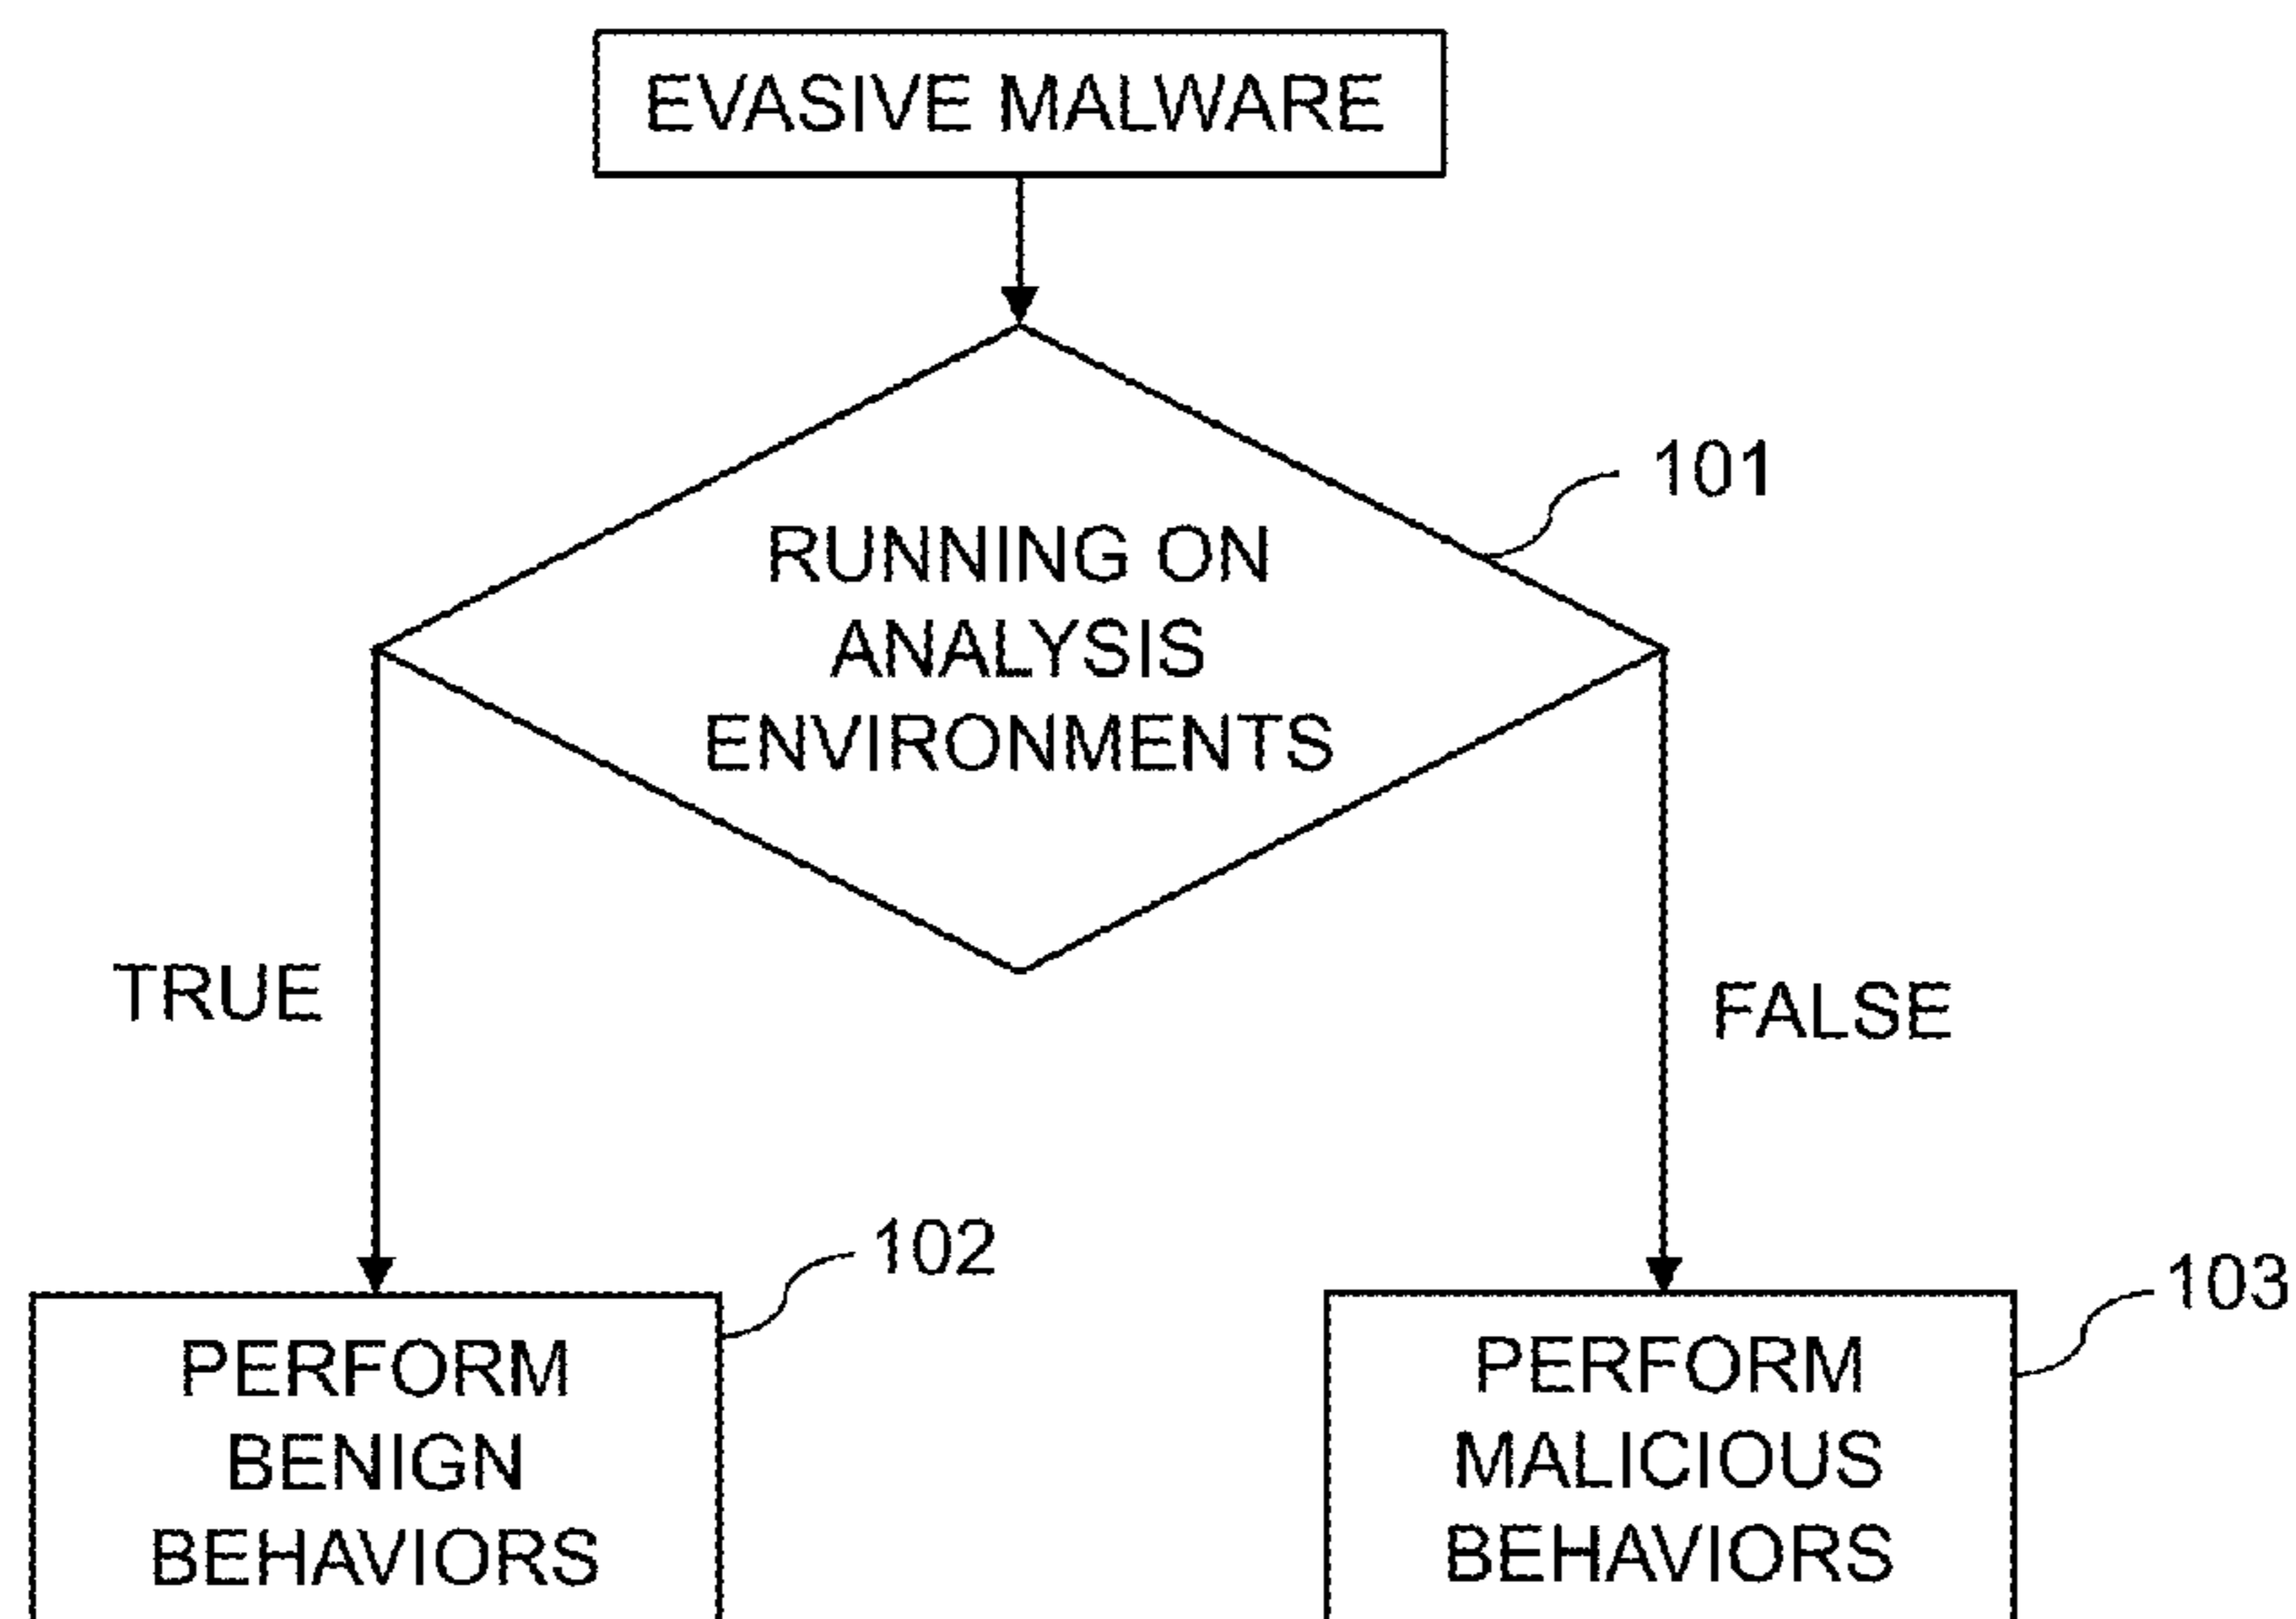 EVASIVE MALWARE
101
RUNNING ON
ANALYSIS
ENVIRONMENTS
TRUE
FALSE
102
PERFORM
BENIGN
BEHAVIORS
103
PERFORM
MALICIOUS
BEHAVIORS